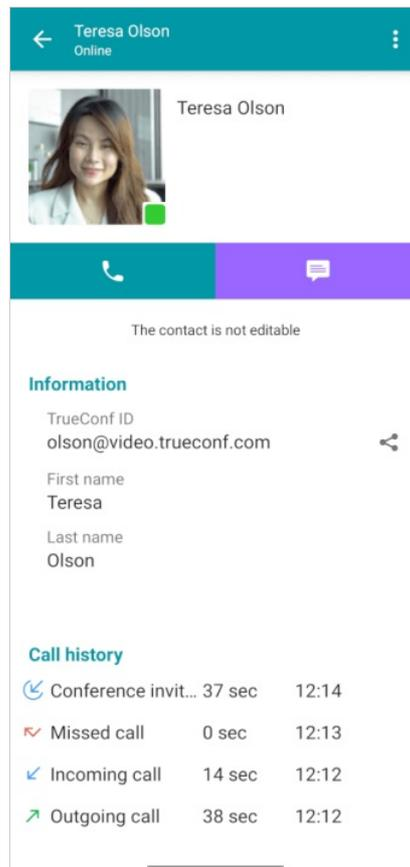 Teresa Olson
Online
Teresa Olson
The contact is not editable
Information
TrueConf ID
olson@video.trueconf.com
First name
Teresa
Last name
Olson
Call history
Conference invit... 37 sec 12:14
Missed call 0 sec 12:13
Incoming call 14 sec 12:12
Outgoing call 38 sec 12:12